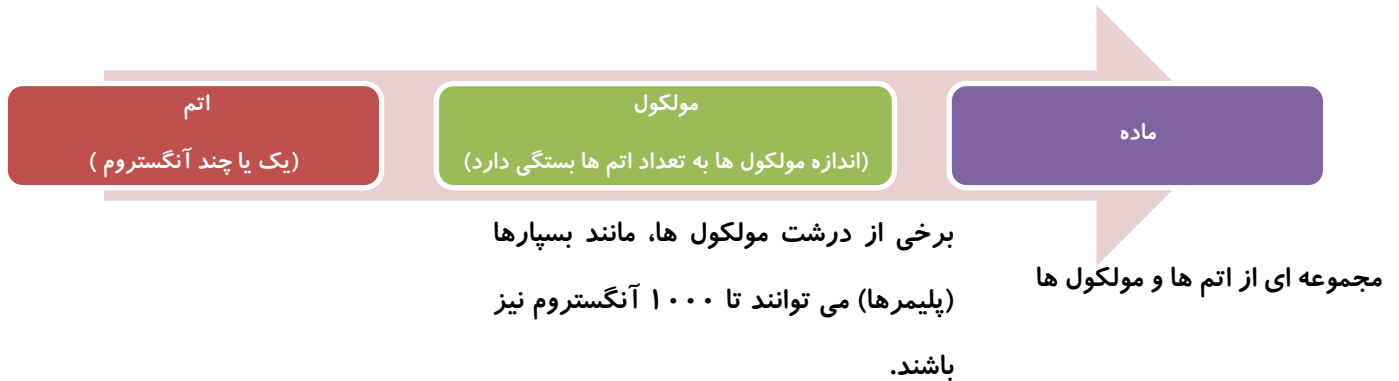 اتم
(یک یا چند آنگستروم )
مولکول
(اندازه مولکول ها به تعداد اتم ها بستگی دارد)
ماده
برخی از درشت مولکول ها، مانند بسپارها
(پلیمرها) می توانند تا ۱۰۰۰ آنگستروم نیز
باشند.
مجموعه ای از اتم ها و مولکول ها